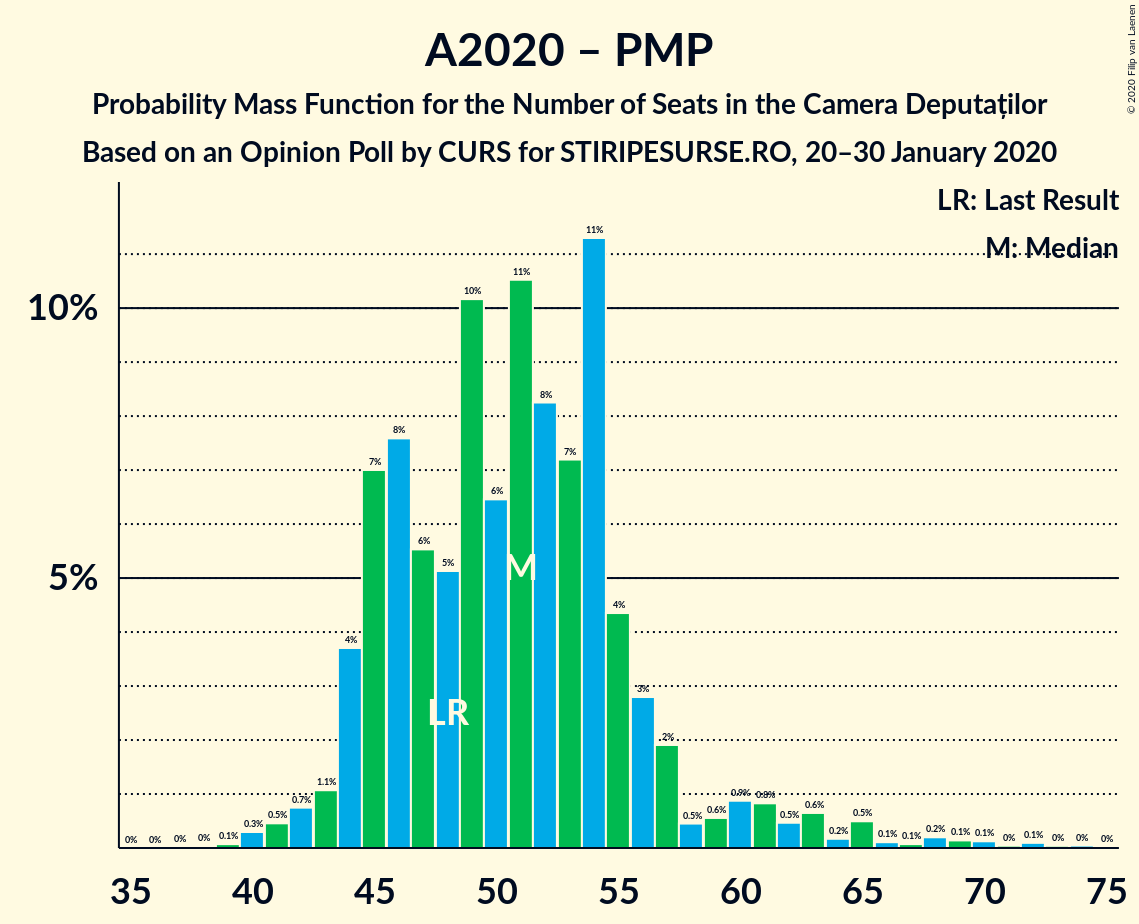 A2020 – PMP
Probability Mass Function for the Number of Seats in the Camera Deputaților
Based on an Opinion Poll by CURS for STIRIPESURSE.RO, 20–30 January 2020
© 2020 Filip van Laenen
LR: Last Result
M: Median
10%
5%
0% 0% 0% 0% 0.1% 0.3% 0.5% 0.7% 1.1% 4% 7% 8% 6% 5% 10% 6% 11% 8% 7% 11% 4% 3% 2% 0.5% 0.6% 0.9% 0.8% 0.5% 0.6% 0.2% 0.5% 0.1% 0.1% 0.2% 0.1% 0.1% 0% 0.1% 0% 0% 0%
M
LR
35 40 45 50 55 60 65 70 75